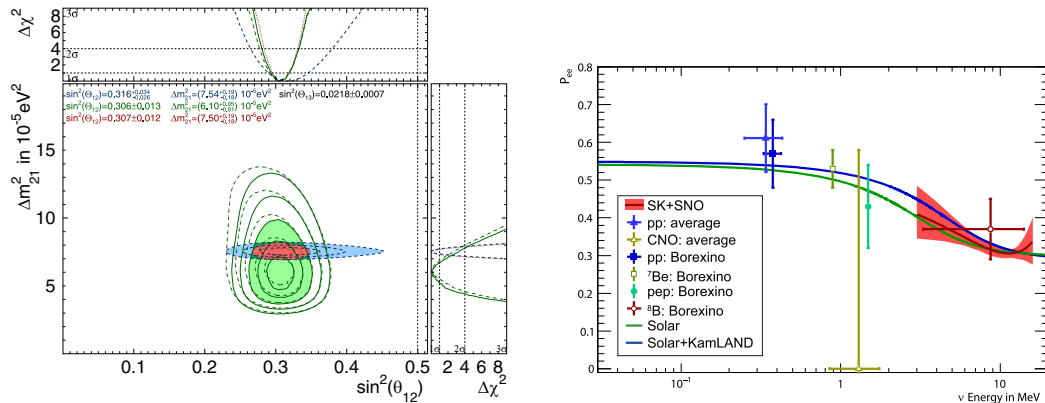 Δχ²
3σ
8
6
4
2σ
2
1σ
sin²(Θ₁₂)=0.316+0.034-0.026 Δm²₂₁=(7.54+0.19-0.18) 10⁻⁵eV² sin²(Θ₁₃)=0.0218±0.0007
sin²(Θ₁₂)=0.306±0.013 Δm²₂₁=(6.10+0.95-0.81) 10⁻⁵eV²
sin²(Θ₁₂)=0.307±0.012 Δm²₂₁=(7.50+0.19-0.18) 10⁻⁵eV²
Δm²₂₁ in 10⁻⁵eV²
15
10
5
0.1 0.2 0.3 0.4 0.5
sin²(θ₁₂)
1σ 2σ 3σ
2 4 6 8
Δχ²
Pₑₑ
0.8
0.7
0.6
0.5
0.4
0.3
0.2
0.1
0.0
SK+SNO
pp: average
CNO: average
pp: Borexino
⁷Be: Borexino
pep: Borexino
⁸B: Borexino
Solar
Solar+KamLAND
10⁻¹ 1 10
ν Energy in MeV